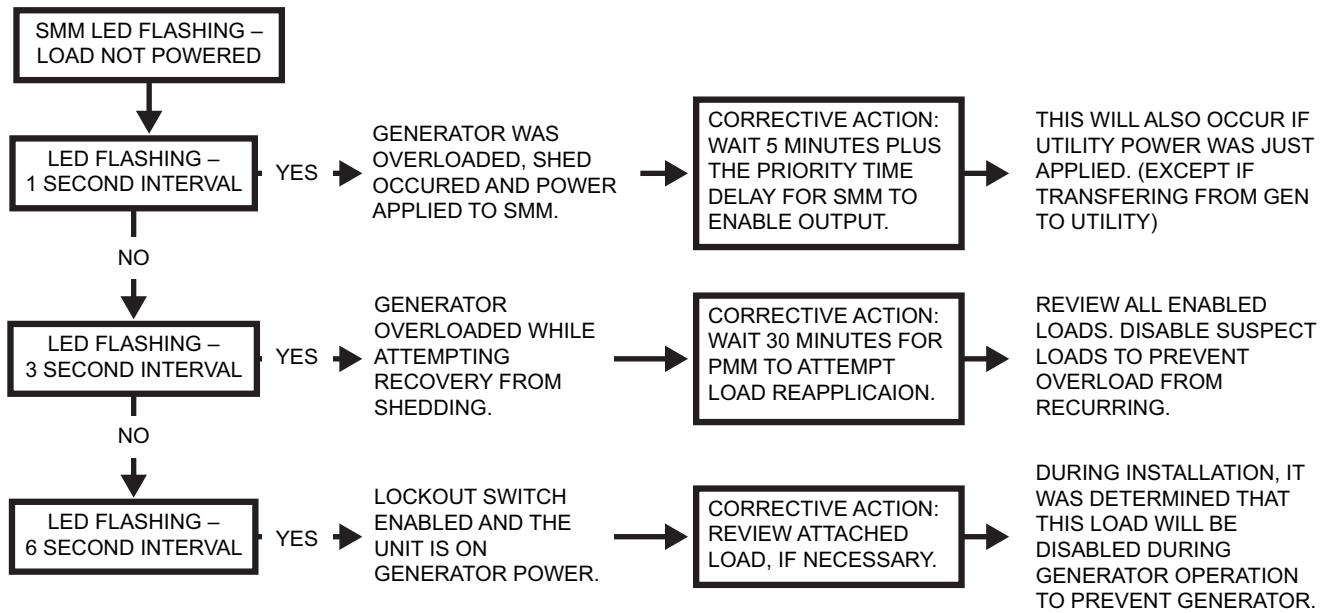 SMM LED FLASHING –
LOAD NOT POWERED
LED FLASHING –
1 SECOND INTERVAL
YES
GENERATOR WAS
OVERLOADED, SHED
OCCURED AND POWER
APPLIED TO SMM.
CORRECTIVE ACTION:
WAIT 5 MINUTES PLUS
THE PRIORITY TIME
DELAY FOR SMM TO
ENABLE OUTPUT.
THIS WILL ALSO OCCUR IF
UTILITY POWER WAS JUST
APPLIED. (EXCEPT IF
TRANSFERING FROM GEN
TO UTILITY)
NO
LED FLASHING –
3 SECOND INTERVAL
YES
GENERATOR
OVERLOADED WHILE
ATTEMPTING
RECOVERY FROM
SHEDDING.
CORRECTIVE ACTION:
WAIT 30 MINUTES FOR
PMM TO ATTEMPT
LOAD REAPPLICAION.
REVIEW ALL ENABLED
LOADS. DISABLE SUSPECT
LOADS TO PREVENT
OVERLOAD FROM
RECURRING.
NO
LED FLASHING –
6 SECOND INTERVAL
YES
LOCKOUT SWITCH
ENABLED AND THE
UNIT IS ON
GENERATOR POWER.
CORRECTIVE ACTION:
REVIEW ATTACHED
LOAD, IF NECESSARY.
DURING INSTALLATION, IT
WAS DETERMINED THAT
THIS LOAD WILL BE
DISABLED DURING
GENERATOR OPERATION
TO PREVENT GENERATOR.